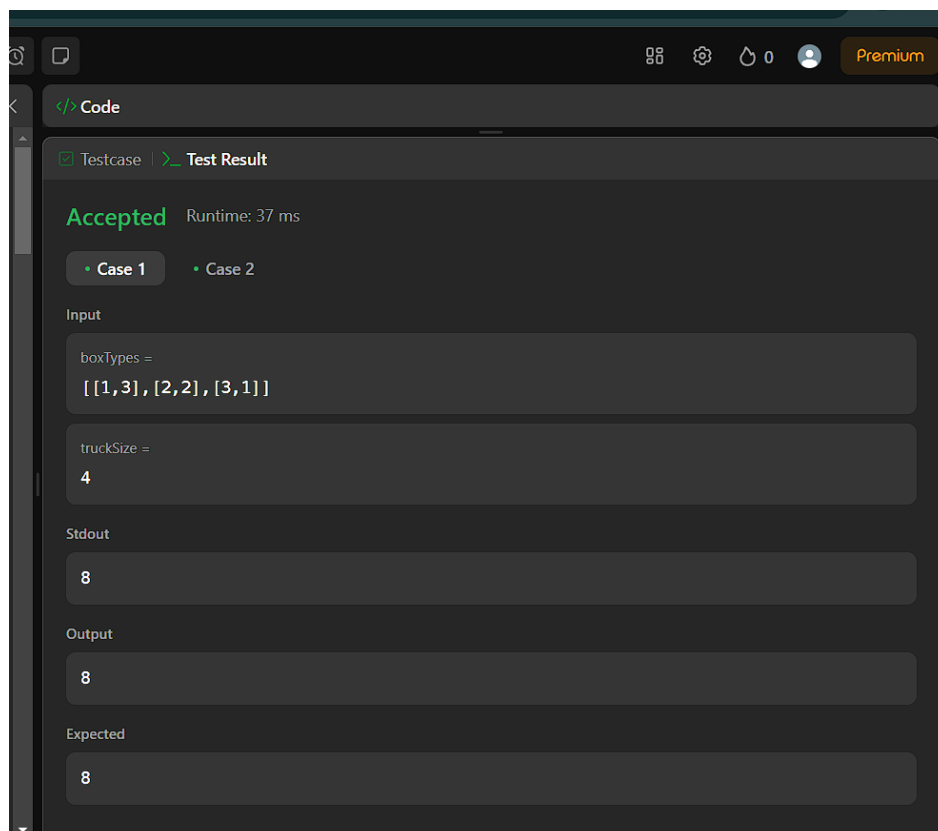 0 Premium
</> Code
Testcase | >_ Test Result
Accepted Runtime: 37 ms
• Case 1 • Case 2
Input
boxTypes =
[[1,3],[2,2],[3,1]]
truckSize =
4
Stdout
8
Output
8
Expected
8